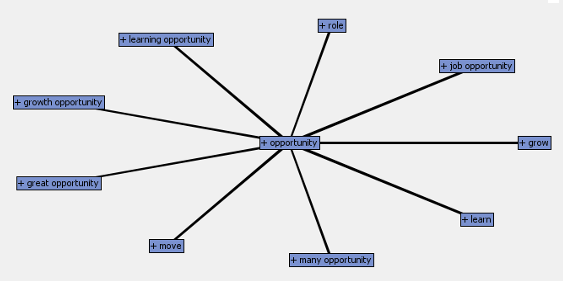 + role
+ learning opportunity
+ job opportunity
+ growth opportunity
+ opportunity
+ grow
+ great opportunity
+ learn
+ move
+ many opportunity